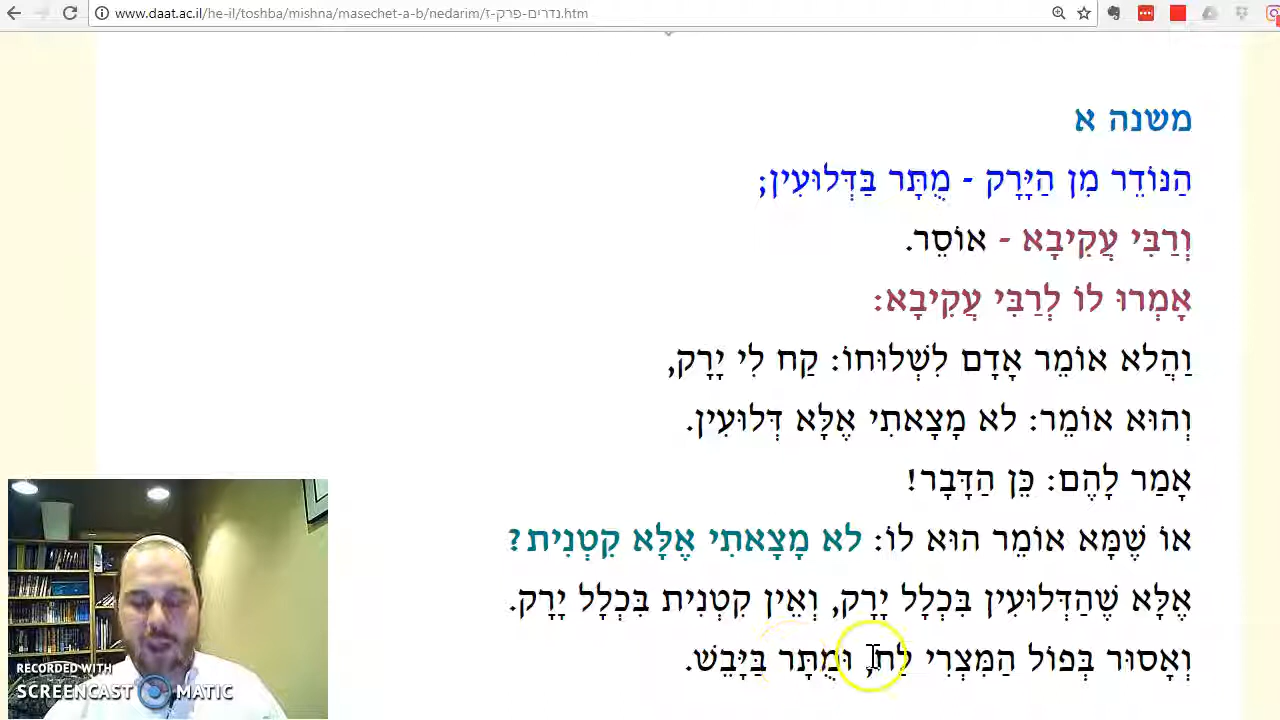 www.daat.ac.il/he-il/toshba/mishna/masechet-a-b/nedarim/נדרים-פרק-ז.htm
משנה א
הַנּוֹדֵר מִן הַיָּרָק - מֻתָּר בַּדְּלוּעִין;
וְרַבִּי עֲקִיבָא - אוֹסֵר.
אָמְרוּ לוֹ לְרַבִּי עֲקִיבָא:
וַהֲלֹא אוֹמֵר אָדָם לִשְׁלוּחוֹ: קַח לִי יָרָק,
וְהוּא אוֹמֵר: לֹא מָצָאתִי אֶלָּא דְּלוּעִין.
אָמַר לָהֶם: כֵּן הַדָּבָר!
אוֹ שֶׁמָּא אוֹמֵר הוּא לוֹ: לֹא מָצָאתִי אֶלָּא קִטְנִית?
אֶלָּא שֶׁהַדְּלוּעִין בִּכְלָל יָרָק, וְאֵין קִטְנִית בִּכְלָל יָרָק.
וְאָסוּר בְּפוֹל הַמִּצְרִי לַח, וּמֻתָּר בַּיָּבֵשׁ.
RECORDED WITH
SCREENCAST MATIC